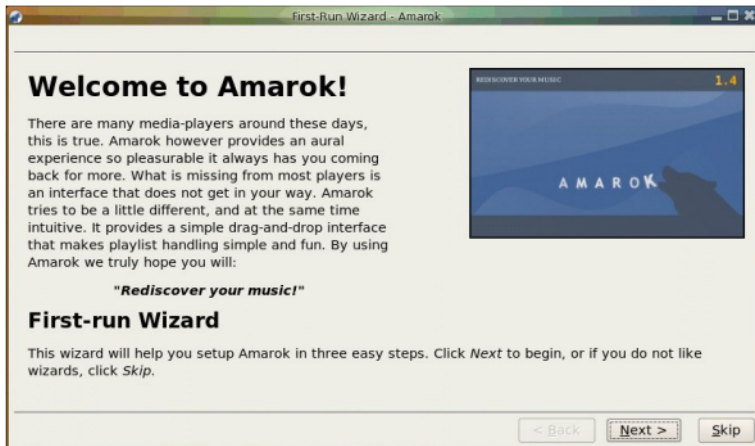 First-Run Wizard - Amarok
Welcome to Amarok!
REDISCOVER YOUR MUSIC
1.4
There are many media-players around these days,
this is true. Amarok however provides an aural
experience so pleasurable it always has you coming
back for more. What is missing from most players is
an interface that does not get in your way. Amarok
tries to be a little different, and at the same time
intuitive. It provides a simple drag-and-drop interface
that makes playlist handling simple and fun. By using
Amarok we truly hope you will:
AMAROK
"Rediscover your music!"
First-run Wizard
This wizard will help you setup Amarok in three easy steps. Click Next to begin, or if you do not like
wizards, click Skip.
< Back
Next >
Skip